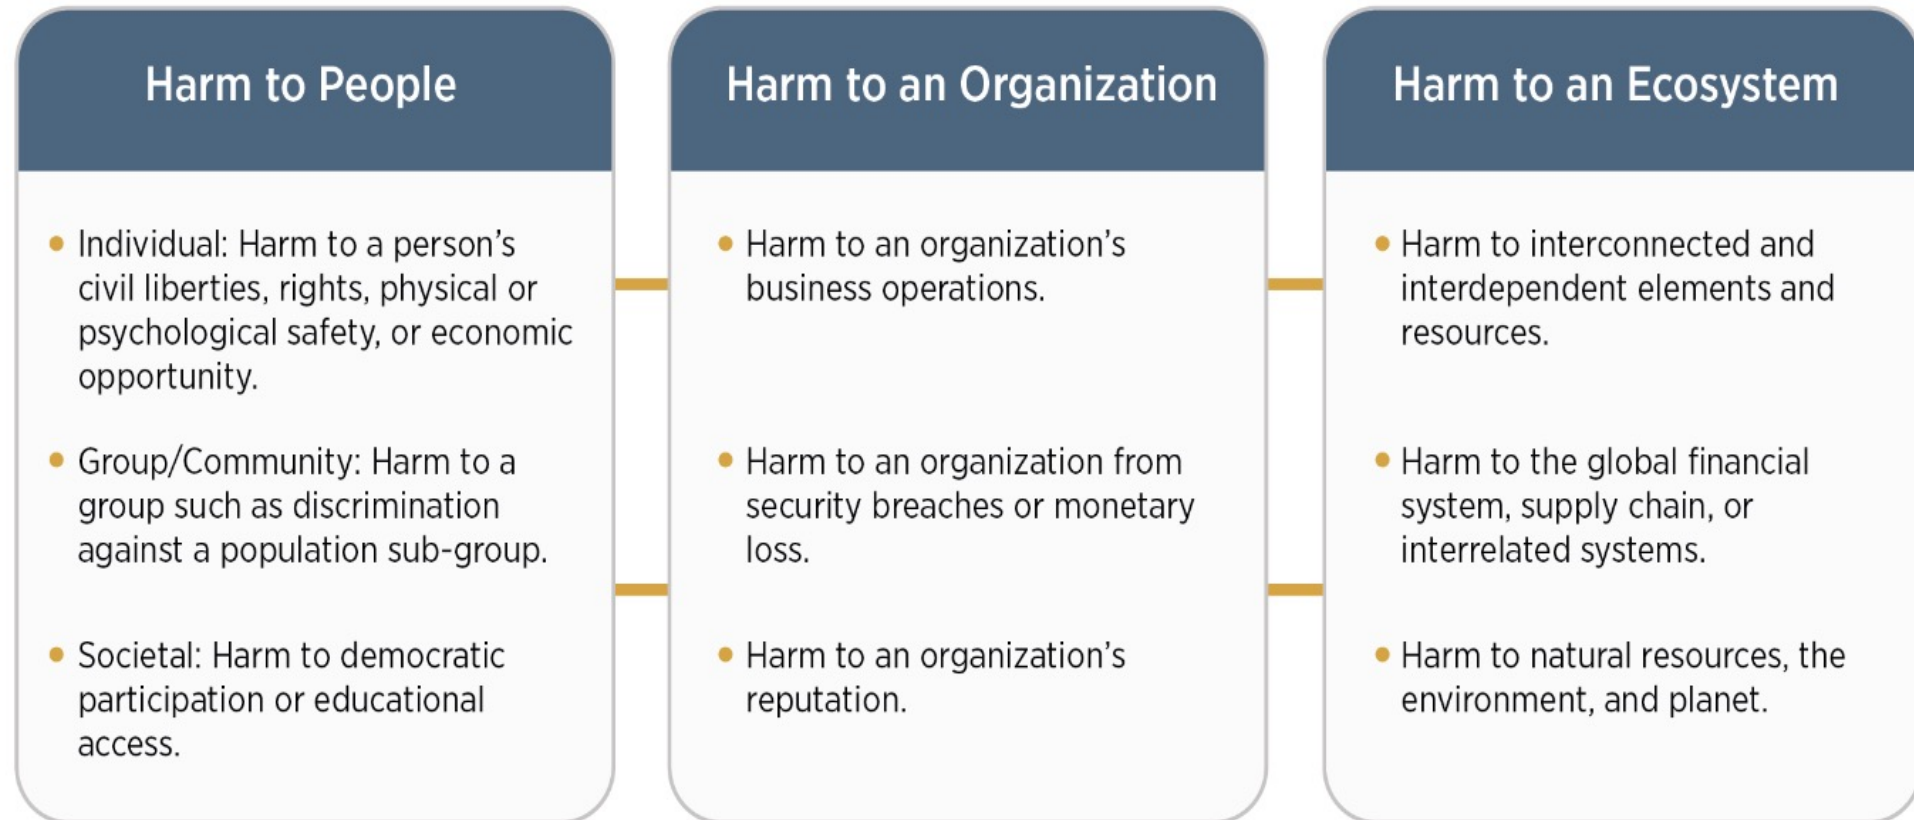 Harm to People
• Individual: Harm to a person’s
civil liberties, rights, physical or
psychological safety, or economic
opportunity.
• Group/Community: Harm to a
group such as discrimination
against a population sub-group.
• Societal: Harm to democratic
participation or educational
access.
Harm to an Organization
• Harm to an organization’s
business operations.
• Harm to an organization from
security breaches or monetary
loss.
• Harm to an organization’s
reputation.
Harm to an Ecosystem
• Harm to interconnected and
interdependent elements and
resources.
• Harm to the global financial
system, supply chain, or
interrelated systems.
• Harm to natural resources, the
environment, and planet.